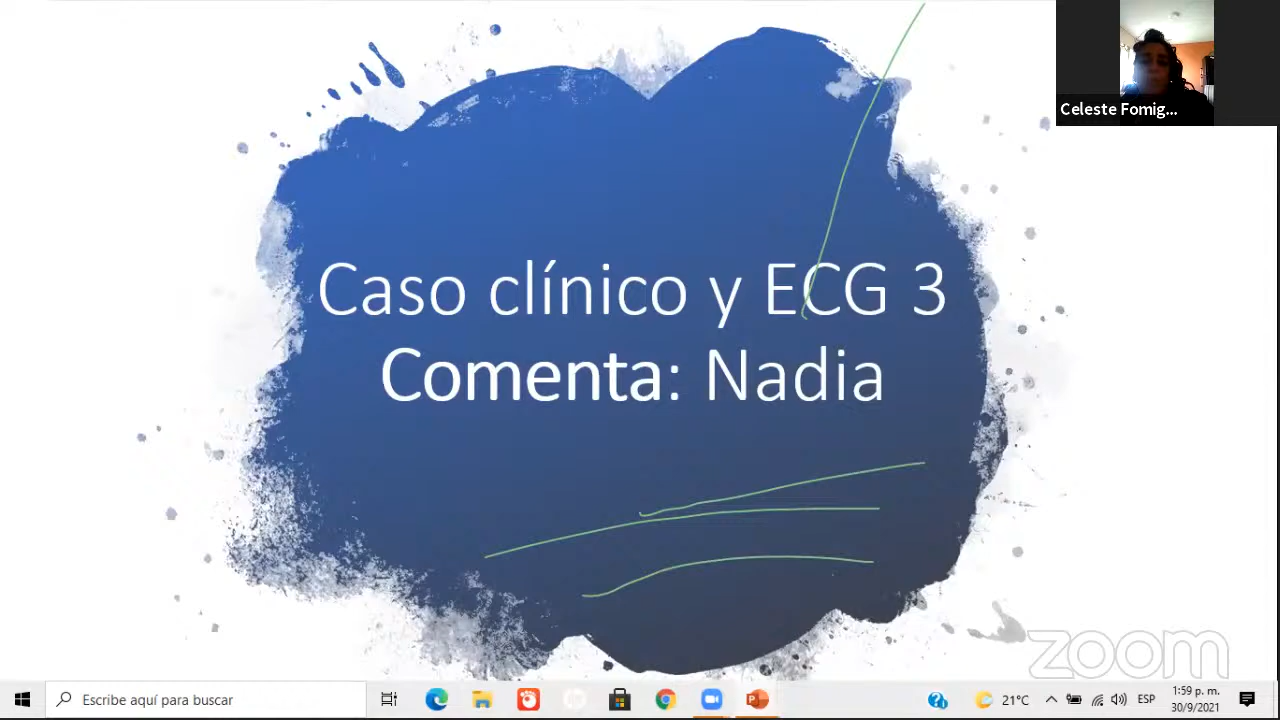 Celeste Fomig...
Caso clínico y ECG 3
Comenta: Nadia
zoom
Escribe aquí para buscar
21°C
ESP
1:59 p. m.
30/9/2021